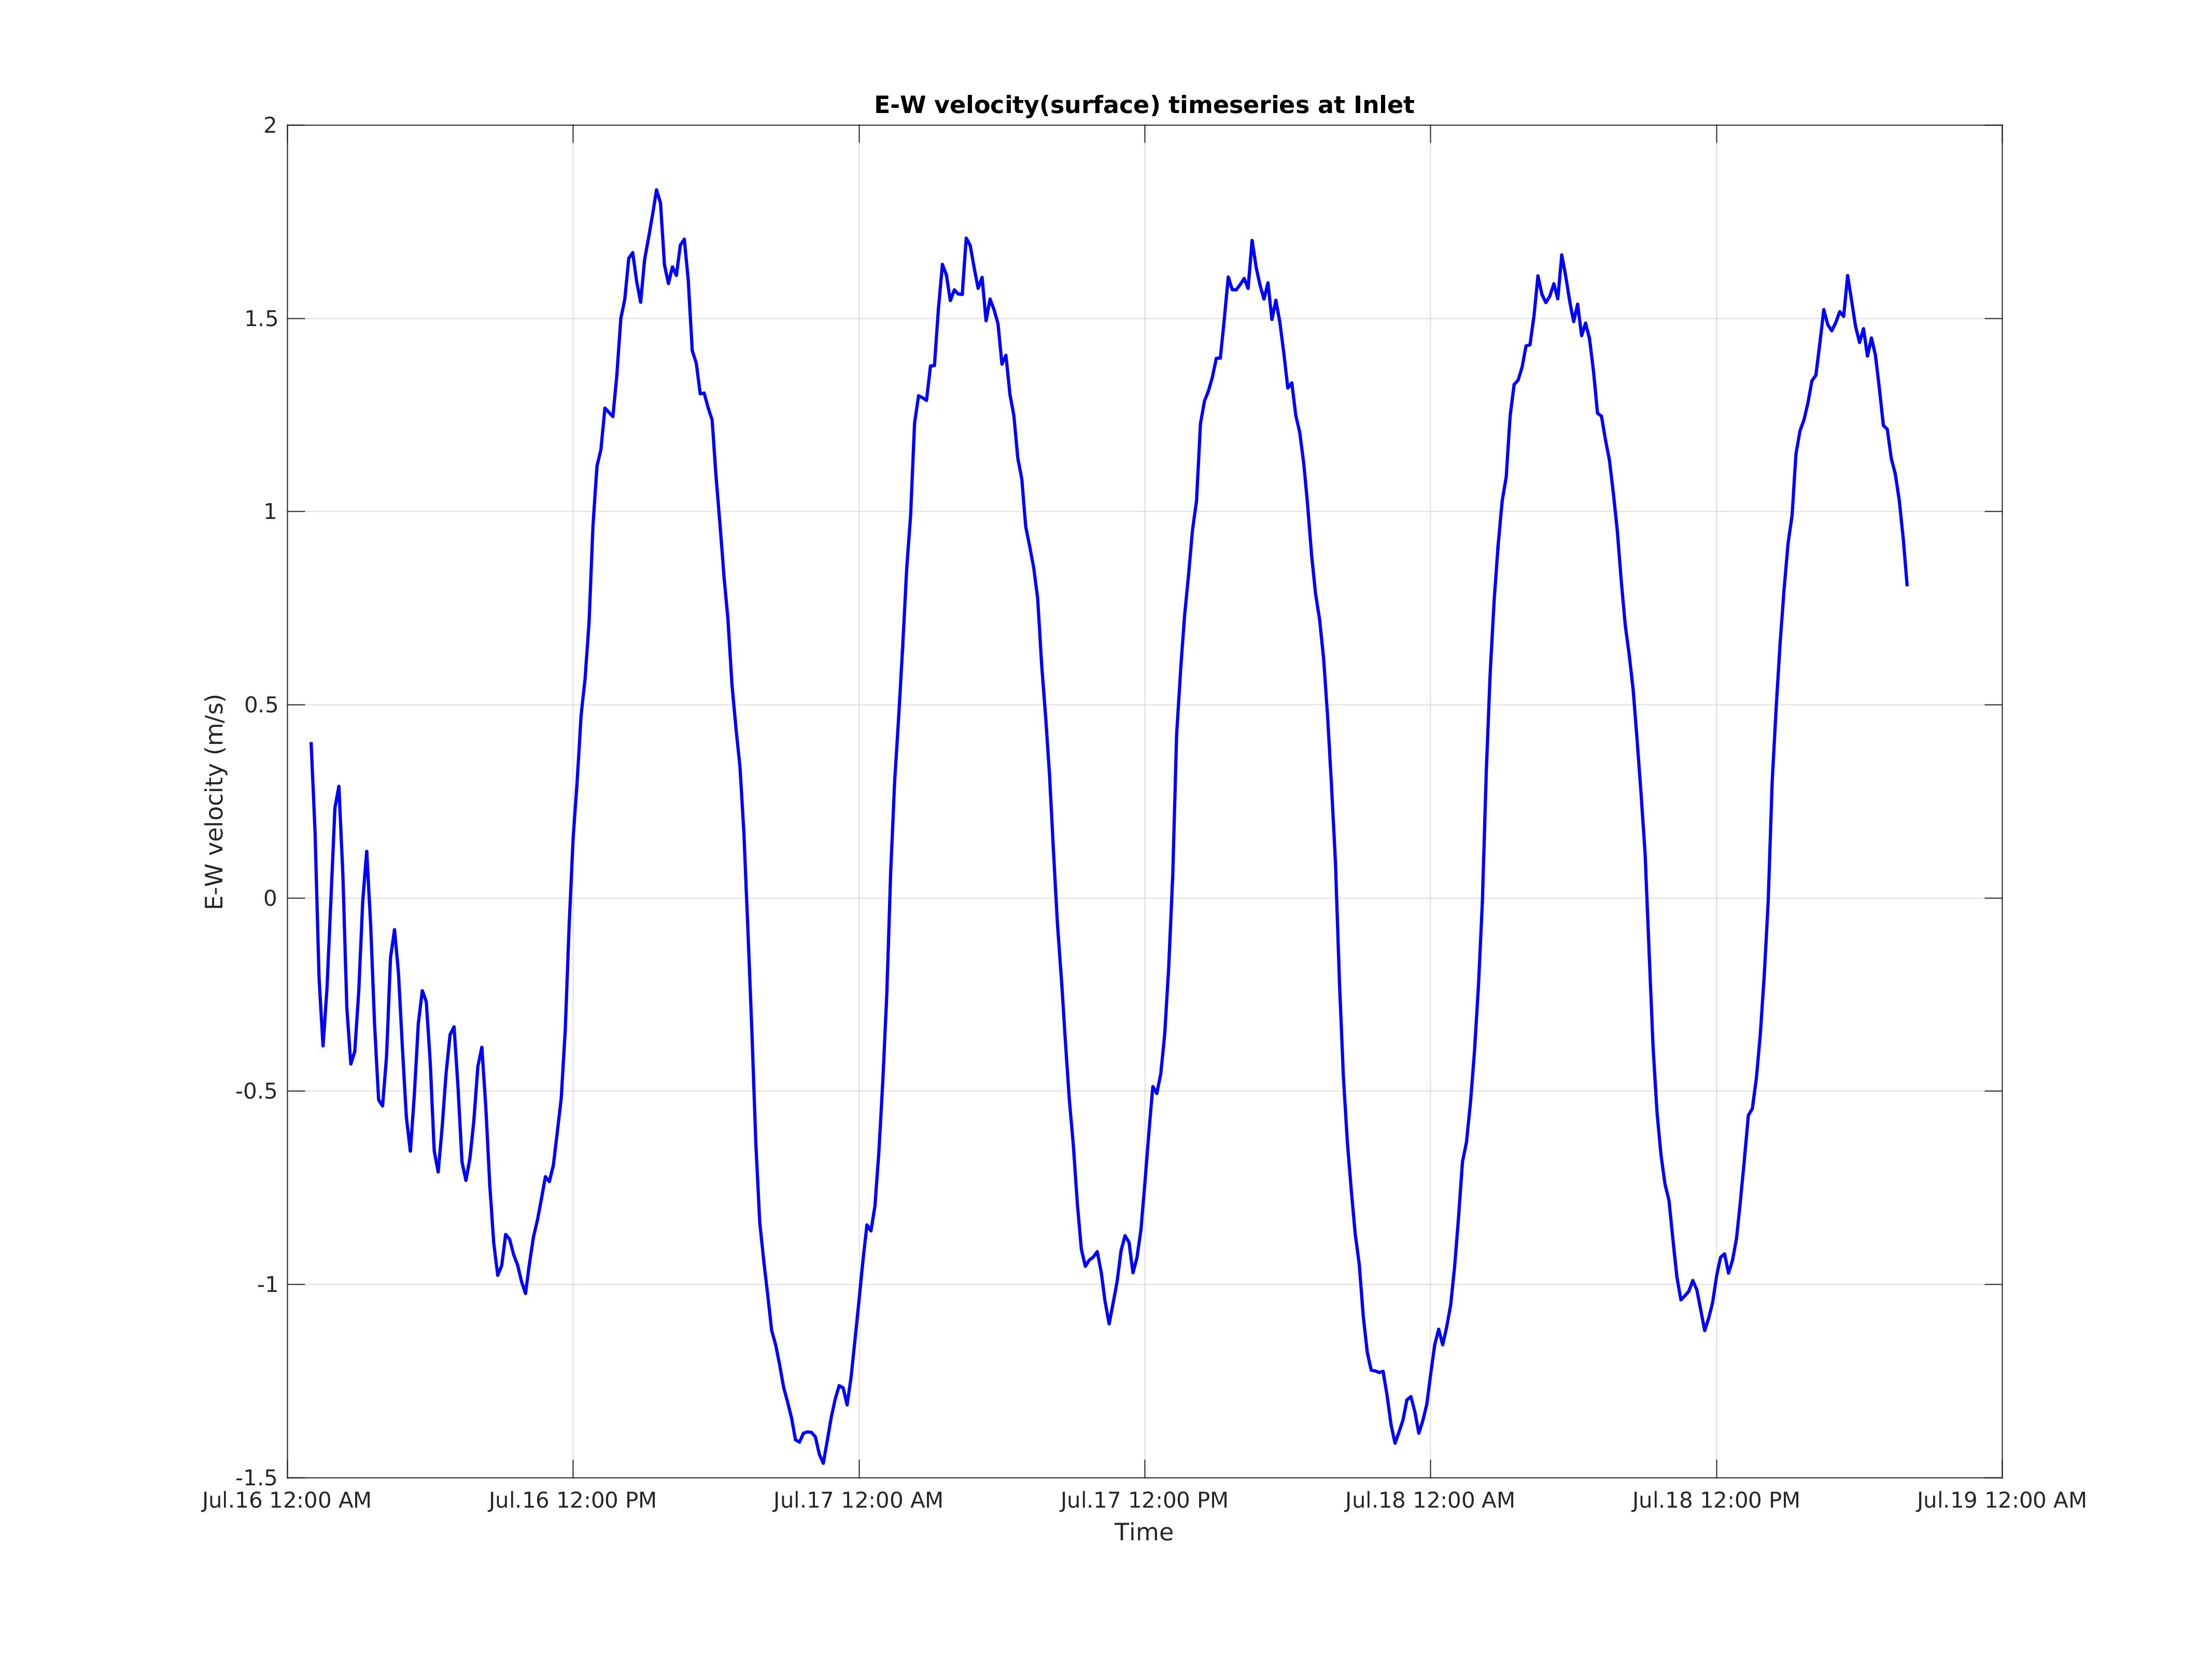 E-W velocity(surface) timeseries at Inlet
2
1.5
1
0.5
0
-0.5
-1
-1.5
E-W velocity (m/s)
Jul.16 12:00 AM Jul.16 12:00 PM Jul.17 12:00 AM Jul.17 12:00 PM Jul.18 12:00 AM Jul.18 12:00 PM Jul.19 12:00 AM
Time